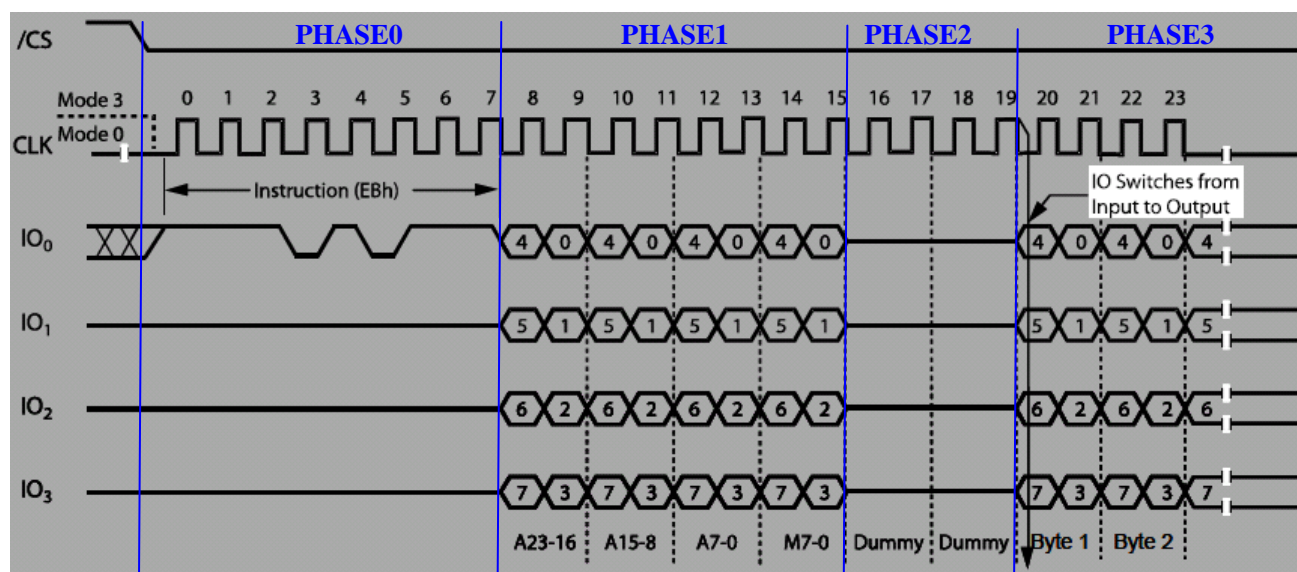 /CS PHASE0 PHASE1 PHASE2 PHASE3
Mode 3 0 1 2 3 4 5 6 7 8 9 10 11 12 13 14 15 16 17 18 19 20 21 22 23
CLK Mode 0
Instruction (EBh)
IO Switches from
Input to Output
IO0 4 0 4 0 4 0 4 0 4 0 4 0 4
IO1 5 1 5 1 5 1 5 1 5 1 5 1 5
IO2 6 2 6 2 6 2 6 2 6 2 6 2 6
IO3 7 3 7 3 7 3 7 3 7 3 7 3 7
A23-16 A15-8 A7-0 M7-0 Dummy Dummy Byte 1 Byte 2